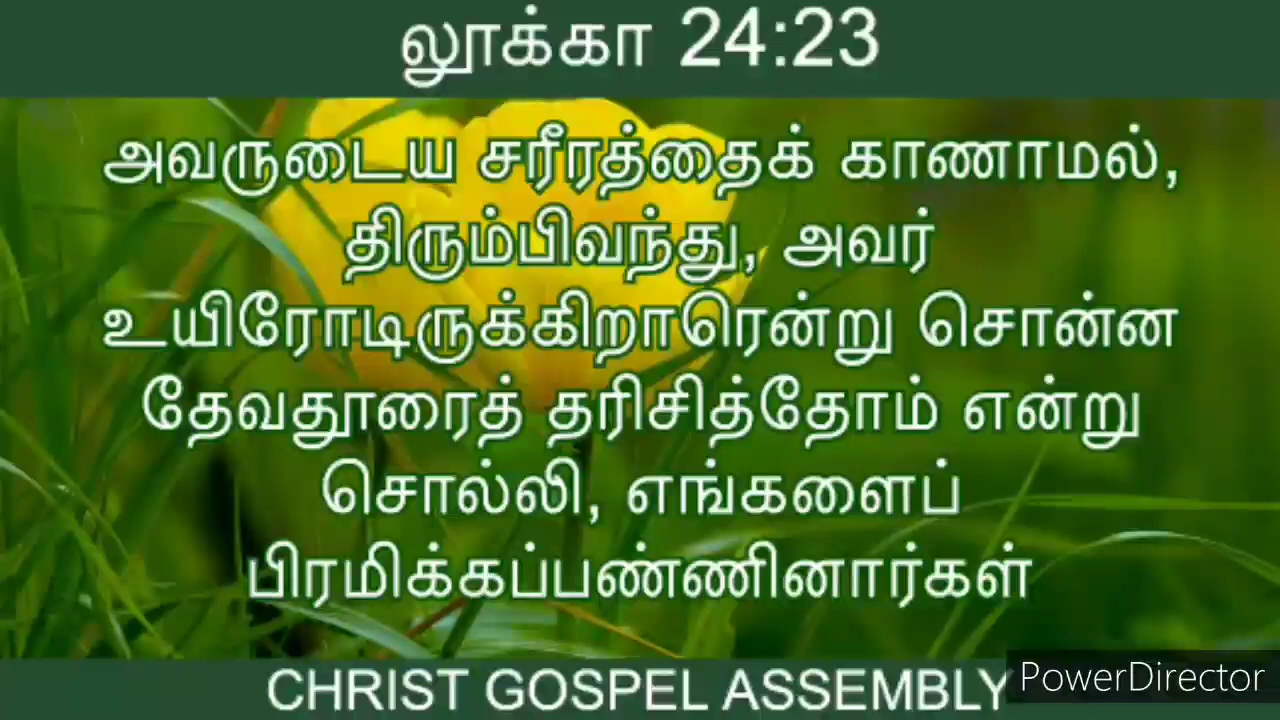 லூக்கா 24:23
அவருடைய சரீரத்தைக் காணாமல்,
திரும்பிவந்து, அவர்
உயிரோடிருக்கிறாரென்று சொன்ன
தேவதூரைத் தரிசித்தோம் என்று
சொல்லி, எங்களைப்
பிரமிக்கப்பண்ணினார்கள்
CHRIST GOSPEL ASSEMBLY
PowerDirector